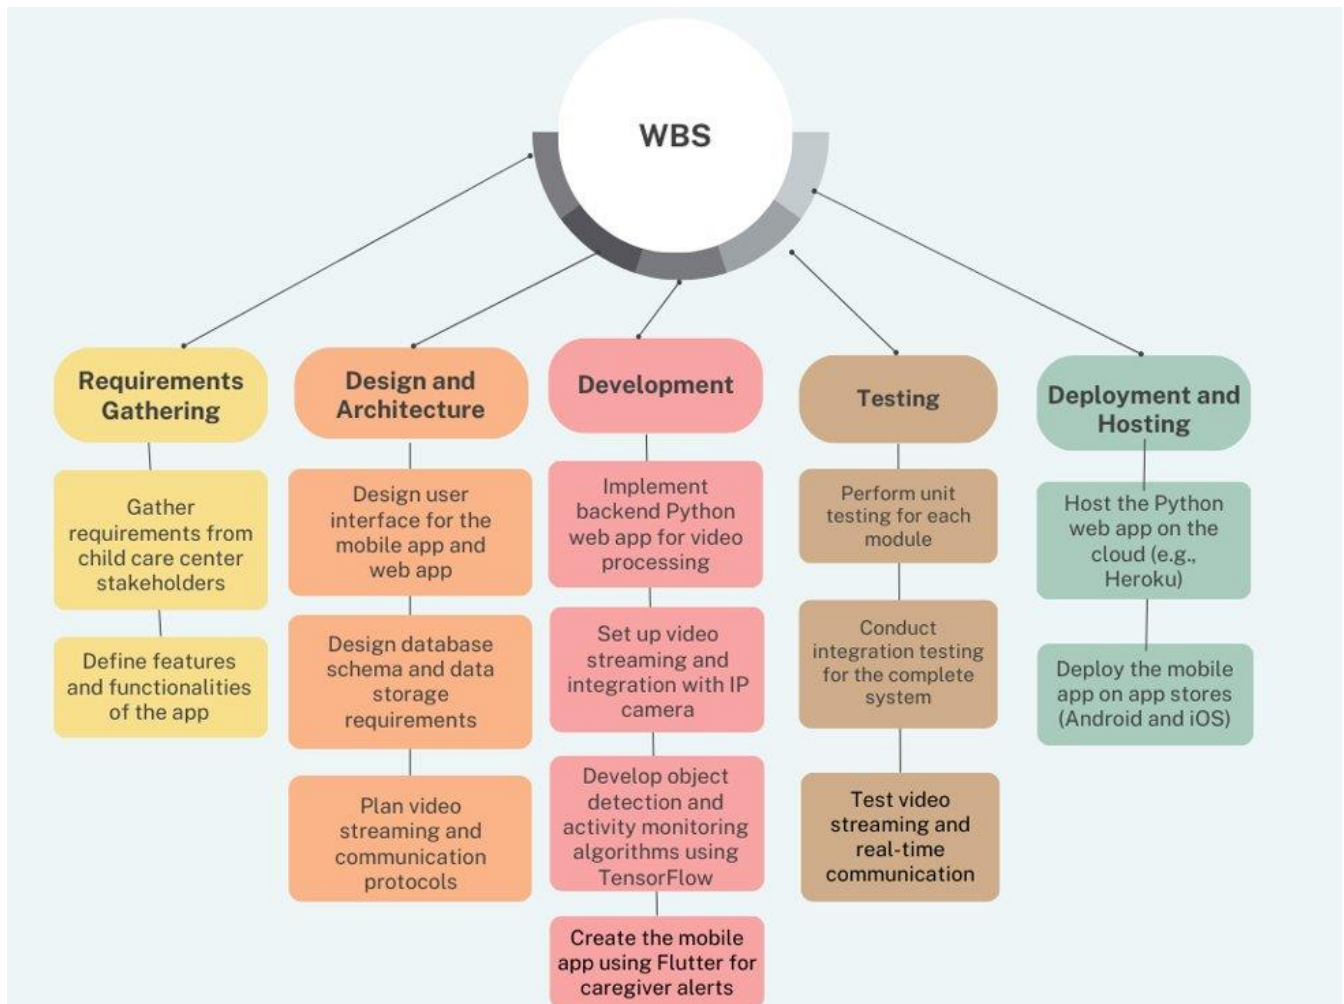 WBS
Requirements
Gathering
Gather
requirements from
child care center
stakeholders
Define features
and functionalities
of the app
Design and
Architecture
Design user
interface for the
mobile app and
web app
Design database
schema and data
storage
requirements
Plan video
streaming and
communication
protocols
Development
Implement
backend Python
web app for video
processing
Set up video
streaming and
integration with IP
camera
Develop object
detection and
activity monitoring
algorithms using
TensorFlow
Create the mobile
app using Flutter for
caregiver alerts
Testing
Perform unit
testing for each
module
Conduct
integration testing
for the complete
system
Test video
streaming and
real-time
communication
Deployment and
Hosting
Host the Python
web app on the
cloud (e.g.,
Heroku)
Deploy the mobile
app on app stores
(Android and iOS)